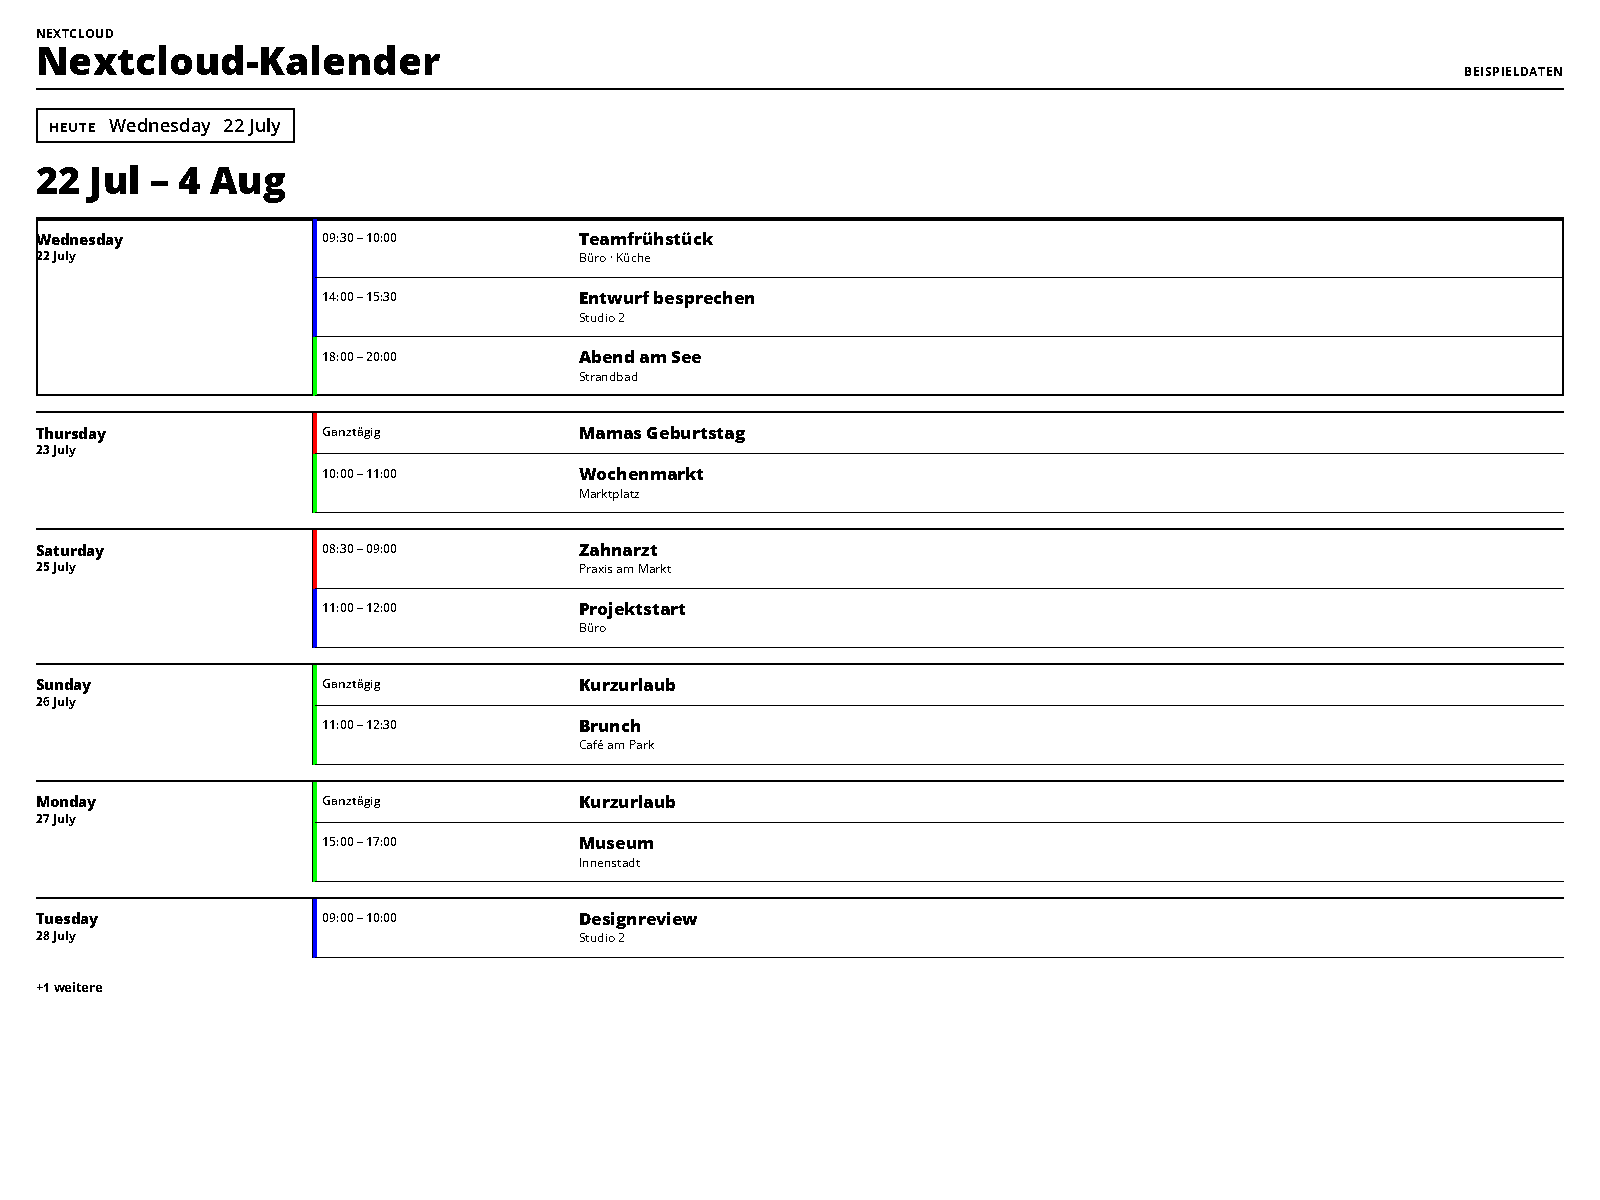 NEXTCLOUD
Nextcloud-Kalender
BEISPIELDATEN
HEUTE Wednesday 22 July
22 Jul – 4 Aug
Wednesday
22 July
09:30 – 10:00
Teamfrühstück
Büro · Küche
14:00 – 15:30
Entwurf besprechen
Studio 2
18:00 – 20:00
Abend am See
Strandbad
Thursday
23 July
Ganztägig
Mamas Geburtstag
10:00 – 11:00
Wochenmarkt
Marktplatz
Saturday
25 July
08:30 – 09:00
Zahnarzt
Praxis am Markt
11:00 – 12:00
Projektstart
Büro
Sunday
26 July
Ganztägig
Kurzurlaub
11:00 – 12:30
Brunch
Café am Park
Monday
27 July
Ganztägig
Kurzurlaub
15:00 – 17:00
Museum
Innenstadt
Tuesday
28 July
09:00 – 10:00
Designreview
Studio 2
+1 weitere